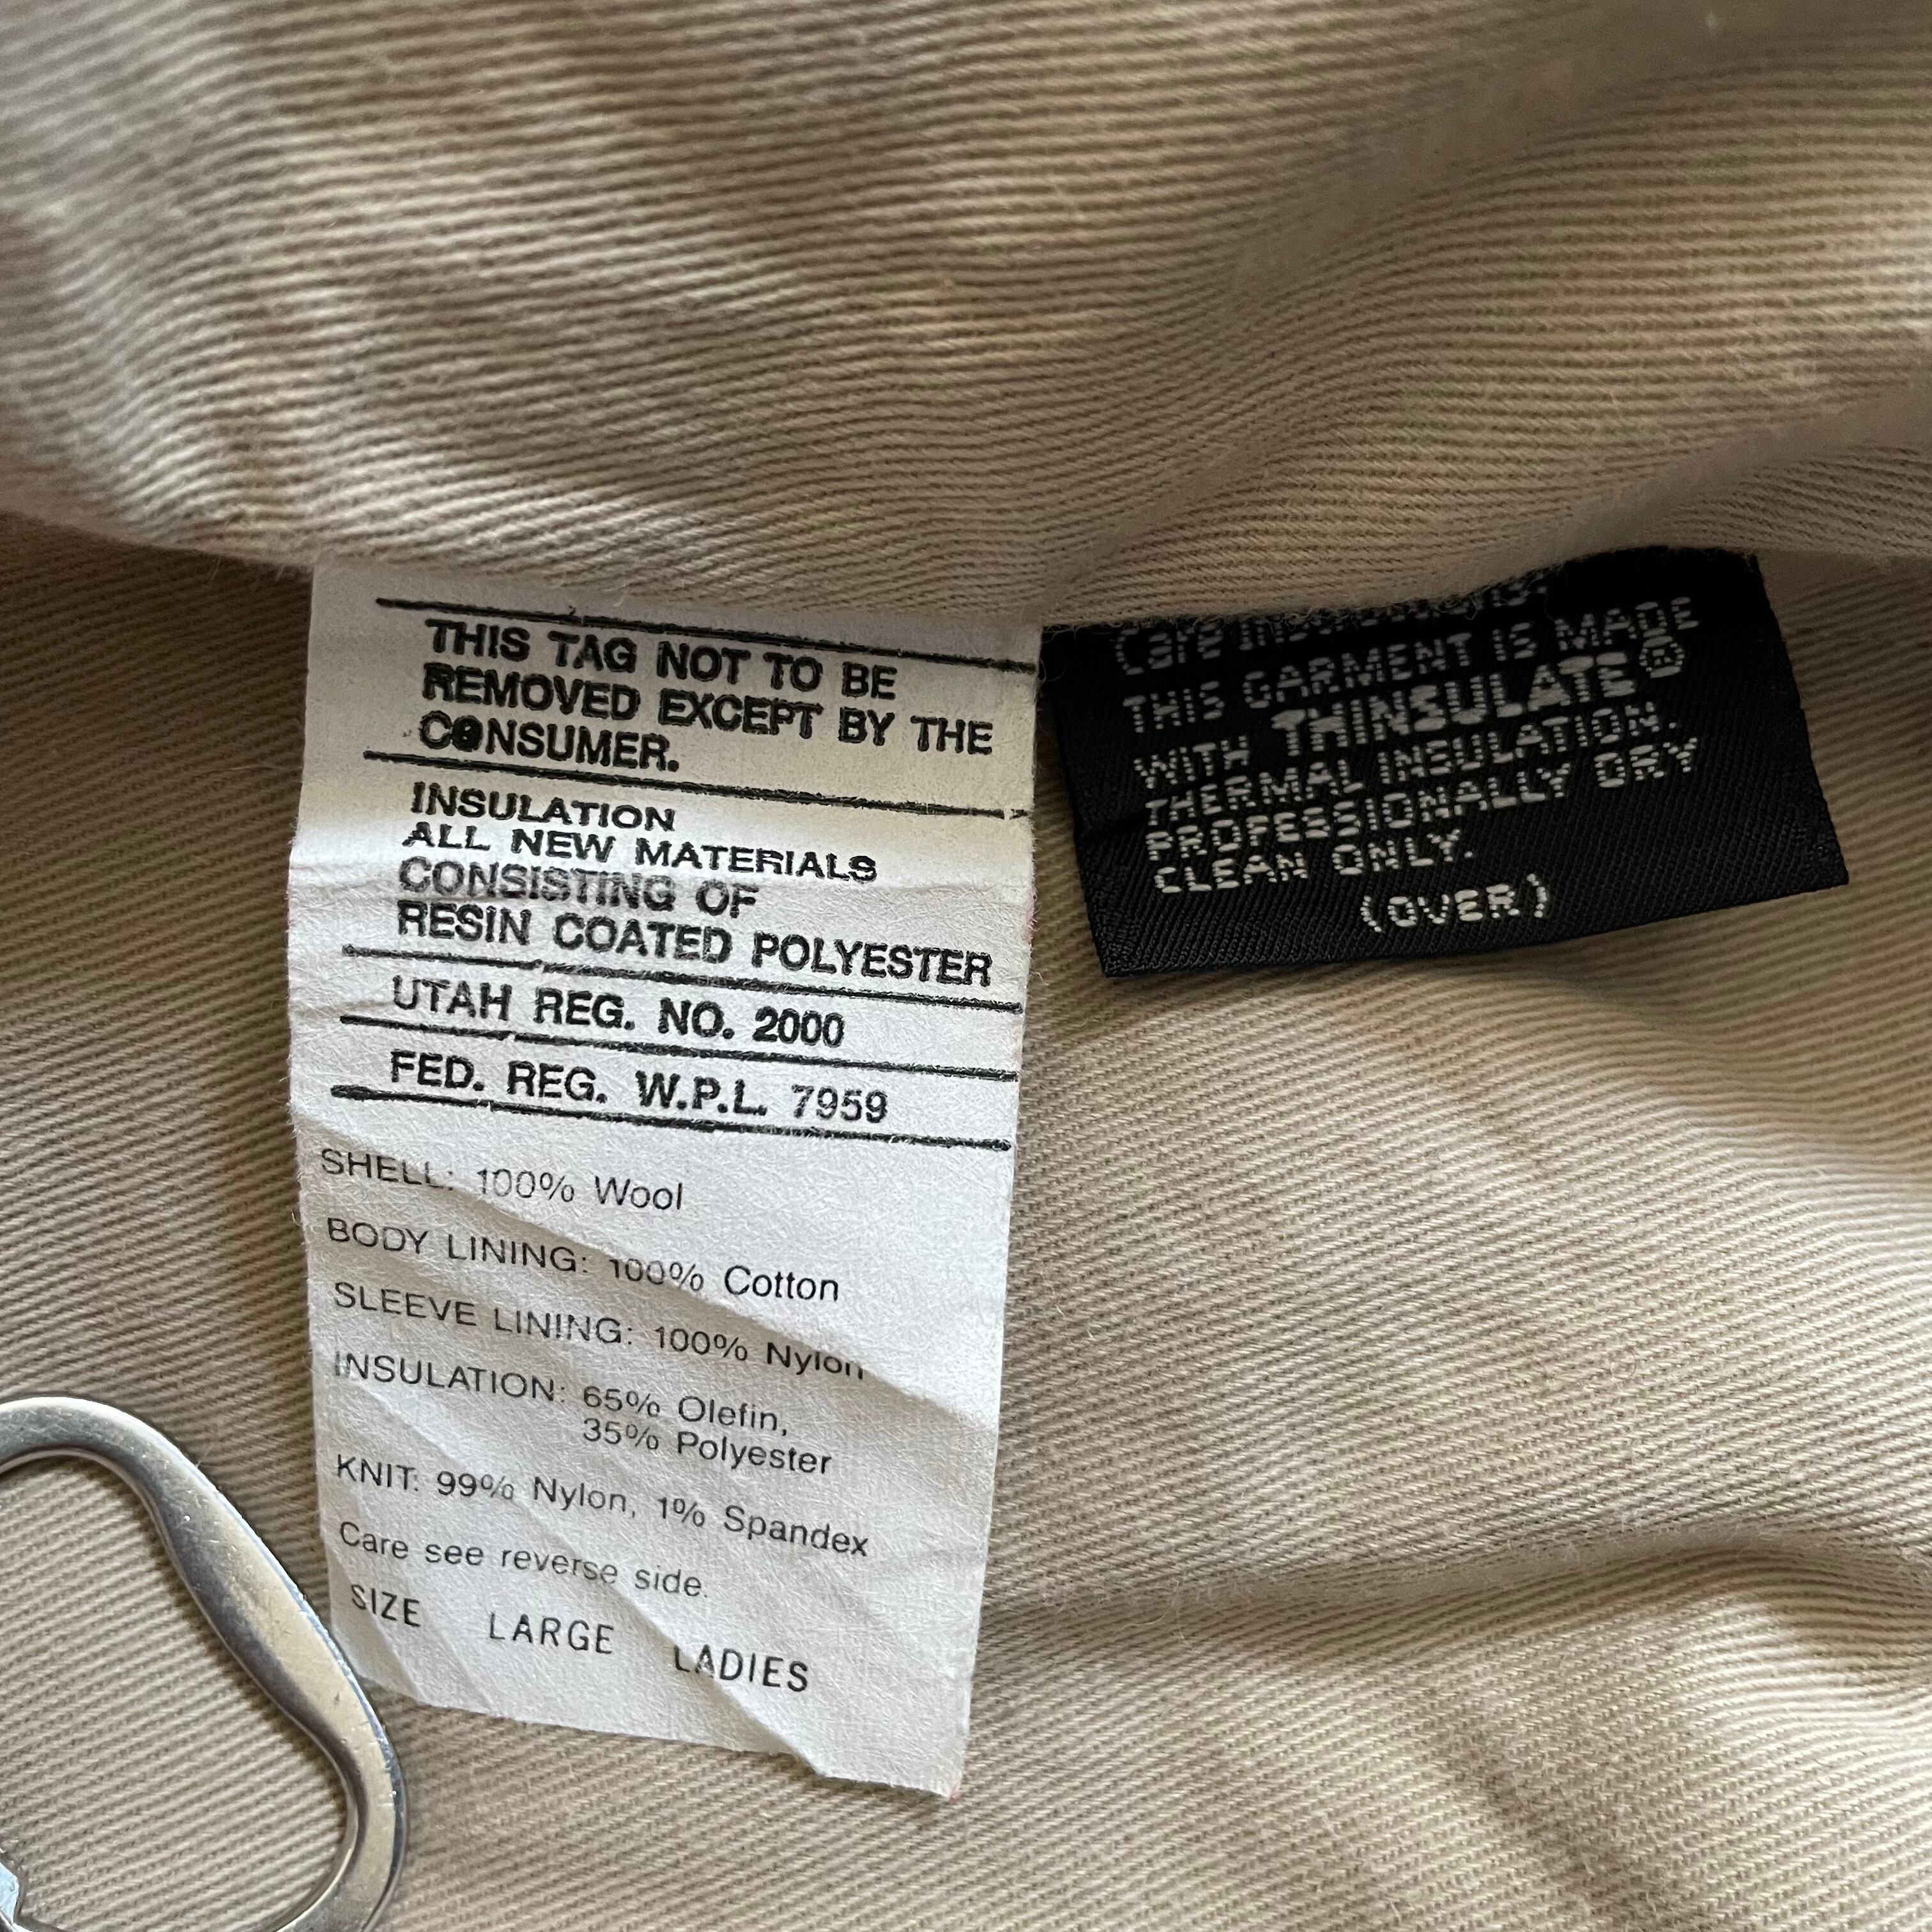 THIS TAG NOT TO BE
REMOVED EXCEPT BY THE
CONSUMER.
INSULATION
ALL NEW MATERIALS
CONSISTING OF
RESIN COATED POLYESTER
UTAH REG. NO. 2000
FED. REG. W.P.L. 7959
SHELL: 100% Wool
BODY LINING: 100% Cotton
SLEEVE LINING: 100% Nylon
INSULATION: 65% Olefin,
35% Polyester
KNIT: 99% Nylon, 1% Spandex
Care see reverse side.
SIZE LARGE LADIES
Care
THIS GARMENT IS MADE
WITH THINSULATE®
THERMAL INSULATION.
PROFESSIONALLY DRY
CLEAN ONLY.
(OVER)